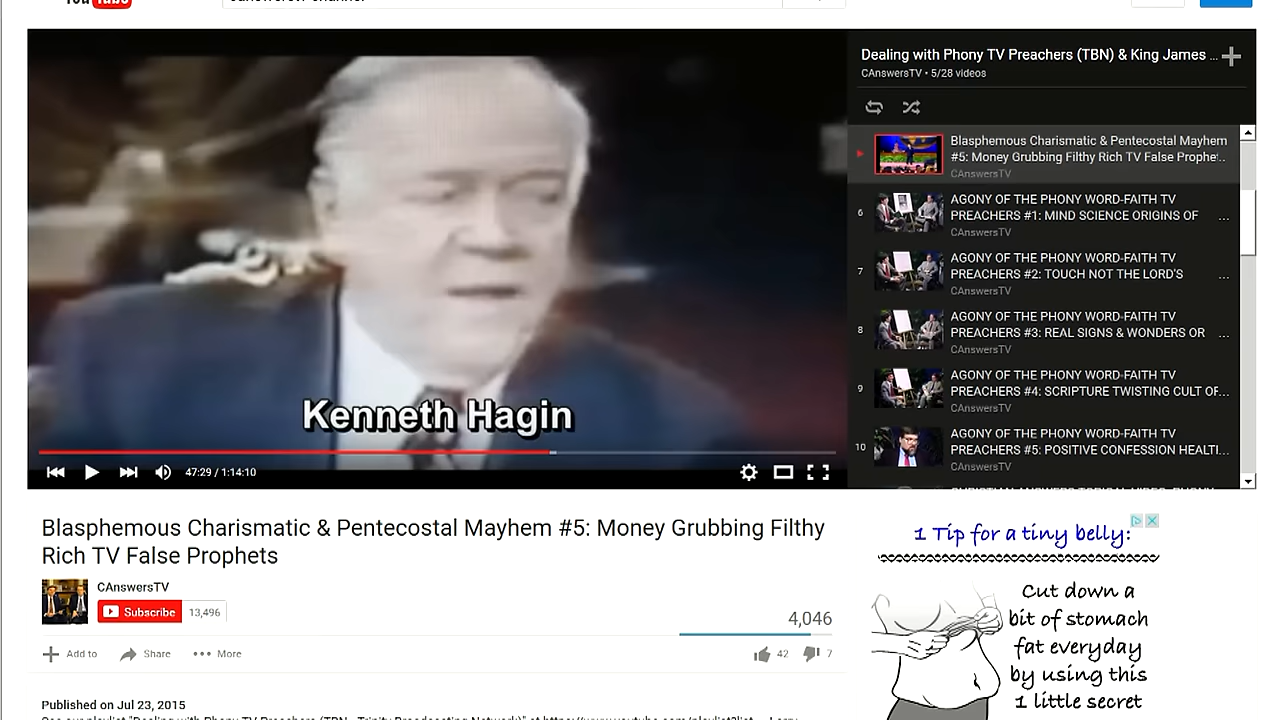 YouTube
Dealing with Phony TV Preachers (TBN) & King James ...
CAnswersTV • 5/28 videos
Blasphemous Charismatic & Pentecostal Mayhem
#5: Money Grubbing Filthy Rich TV False Prophe...
CAnswersTV
6
AGONY OF THE PHONY WORD-FAITH TV
PREACHERS #1: MIND SCIENCE ORIGINS OF ...
CAnswersTV
7
AGONY OF THE PHONY WORD-FAITH TV
PREACHERS #2: TOUCH NOT THE LORD'S ...
CAnswersTV
8
AGONY OF THE PHONY WORD-FAITH TV
PREACHERS #3: REAL SIGNS & WONDERS OR ...
CAnswersTV
9
AGONY OF THE PHONY WORD-FAITH TV
PREACHERS #4: SCRIPTURE TWISTING CULT OF...
CAnswersTV
10
AGONY OF THE PHONY WORD-FAITH TV
PREACHERS #5: POSITIVE CONFESSION HEALTI...
CAnswersTV
Kenneth Hagin
47:29 / 1:14:10
Blasphemous Charismatic & Pentecostal Mayhem #5: Money Grubbing Filthy
Rich TV False Prophets
CAnswersTV
Subscribe 13,496
4,046
Add to Share More
42 7
Published on Jul 23, 2015
1 Tip for a tiny belly:
Cut down a
bit of stomach
fat everyday
by using this
1 little secret